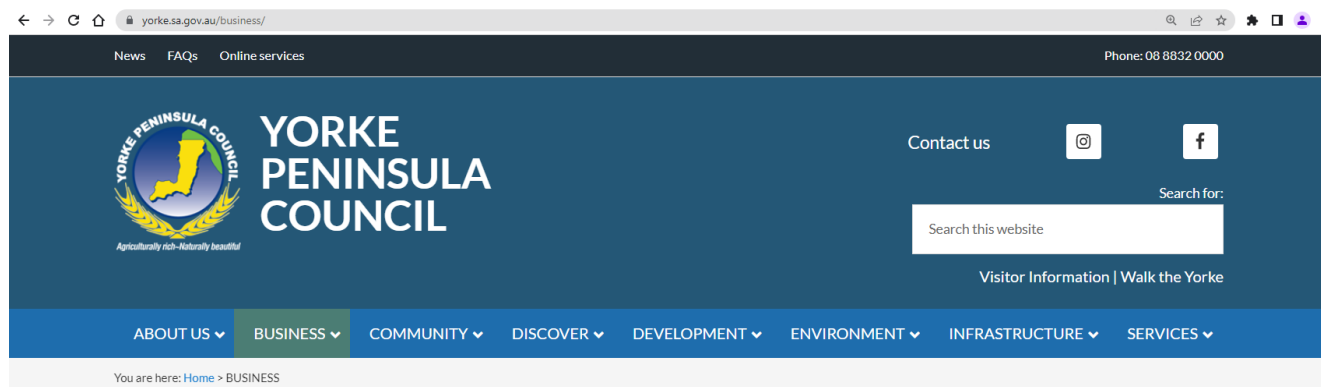 yorke.sa.gov.au/business/
News FAQs Online services Phone: 08 8832 0000
YORKE PENINSULA COUNCIL
Agriculturally rich~Naturally beautiful
YORKE
PENINSULA
COUNCIL
Contact us
Search for:
Search this website
Visitor Information | Walk the Yorke
ABOUT US BUSINESS COMMUNITY DISCOVER DEVELOPMENT ENVIRONMENT INFRASTRUCTURE SERVICES
You are here: Home > BUSINESS